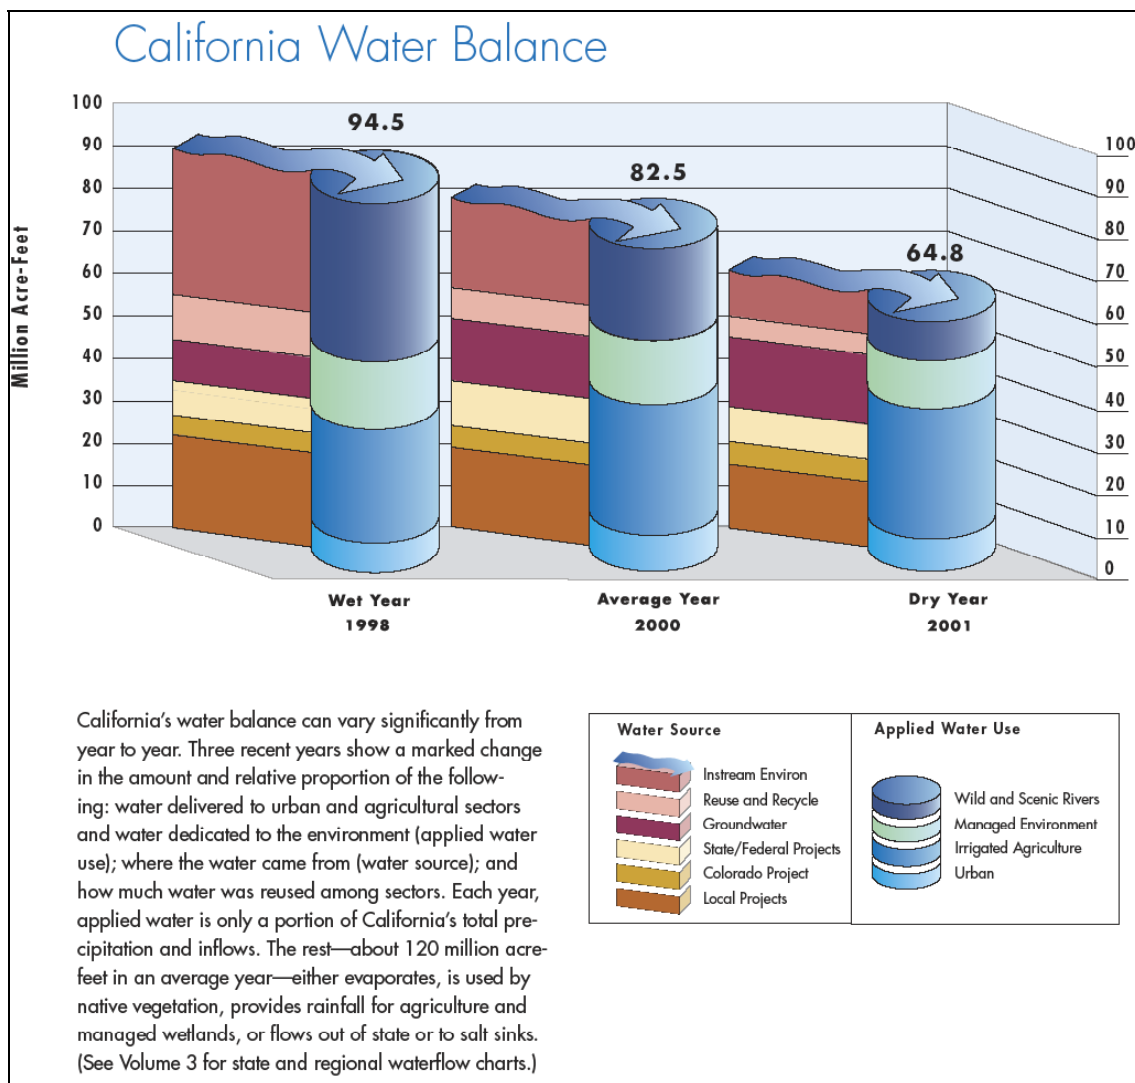 California Water Balance
Million Acre-Feet
100
90
80
70
60
50
40
30
20
10
0
94.5
82.5
64.8
100
90
80
70
60
50
40
30
20
10
0
Wet Year
1998
Average Year
2000
Dry Year
2001
California's water balance can vary significantly from
year to year. Three recent years show a marked change
in the amount and relative proportion of the follow-
ing: water delivered to urban and agricultural sectors
and water dedicated to the environment (applied water
use); where the water came from (water source); and
how much water was reused among sectors. Each year,
applied water is only a portion of California's total pre-
cipitation and inflows. The rest—about 120 million acre-
feet in an average year—either evaporates, is used by
native vegetation, provides rainfall for agriculture and
managed wetlands, or flows out of state or to salt sinks.
(See Volume 3 for state and regional waterflow charts.)
Water Source
Instream Environ
Reuse and Recycle
Groundwater
State/Federal Projects
Colorado Project
Local Projects
Applied Water Use
Wild and Scenic Rivers
Managed Environment
Irrigated Agriculture
Urban